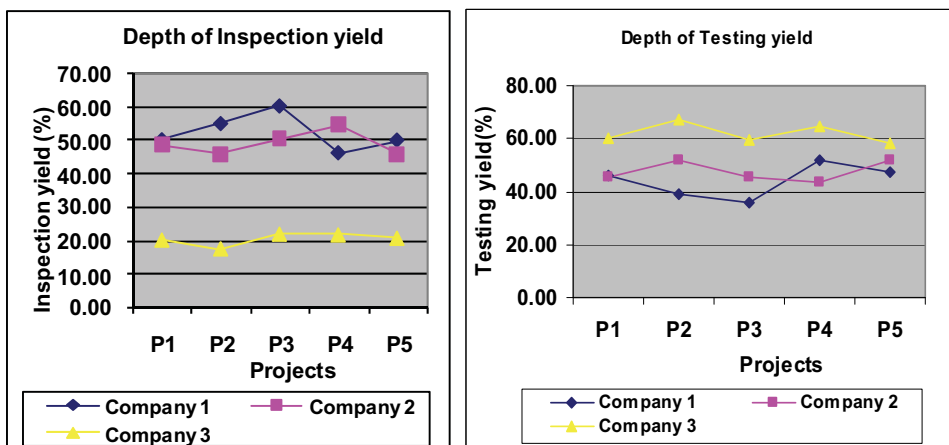 Depth of Inspection yield
Inspection yield (%)
70.00
60.00
50.00
40.00
30.00
20.00
10.00
0.00
P1 P2 P3 P4 P5
Projects
Company 1 Company 2
Company 3
Depth of Testing yield
Testing yield(%)
80.00
60.00
40.00
20.00
0.00
P1 P2 P3 P4 P5
Projects
Company 1 Company 2
Company 3